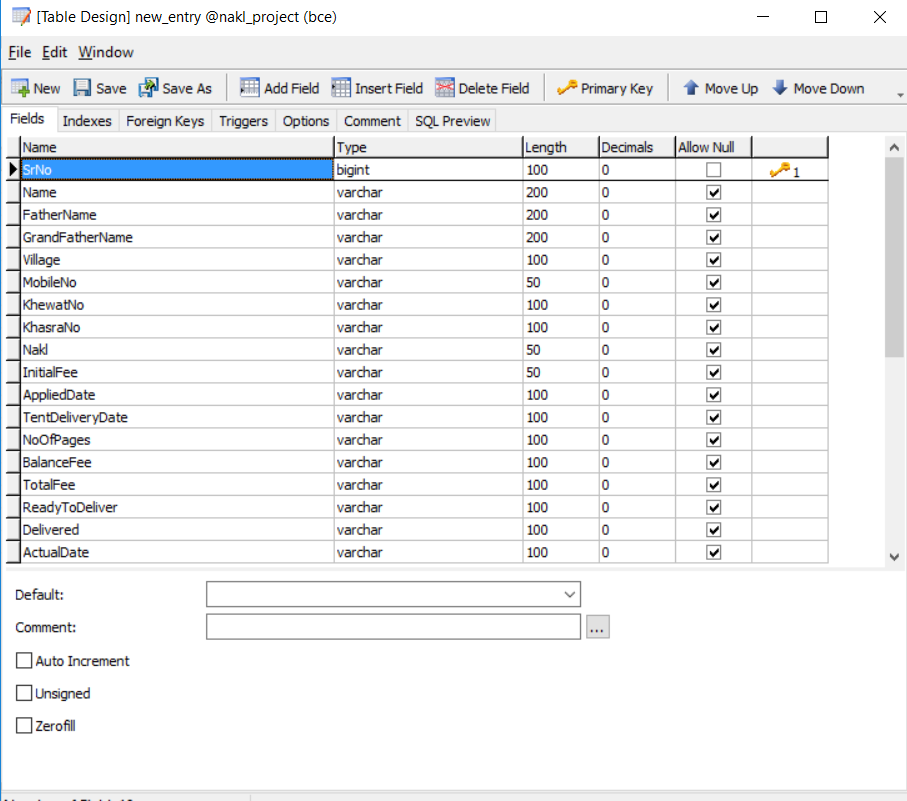 [Table Design] new_entry @nakl_project (bce)
File Edit Window
New Save Save As Add Field Insert Field Delete Field Primary Key Move Up Move Down
Fields Indexes Foreign Keys Triggers Options Comment SQL Preview
Name Type Length Decimals Allow Null
SrNo bigint 100 0 1
Name varchar 200 0
FatherName varchar 200 0
GrandFatherName varchar 200 0
Village varchar 100 0
MobileNo varchar 50 0
KhewatNo varchar 100 0
KhasraNo varchar 100 0
Nakl varchar 50 0
InitialFee varchar 50 0
AppliedDate varchar 100 0
TentDeliveryDate varchar 100 0
NoOfPages varchar 100 0
BalanceFee varchar 100 0
TotalFee varchar 100 0
ReadyToDeliver varchar 100 0
Delivered varchar 100 0
ActualDate varchar 100 0
Default:
Comment:
...
Auto Increment
Unsigned
Zerofill